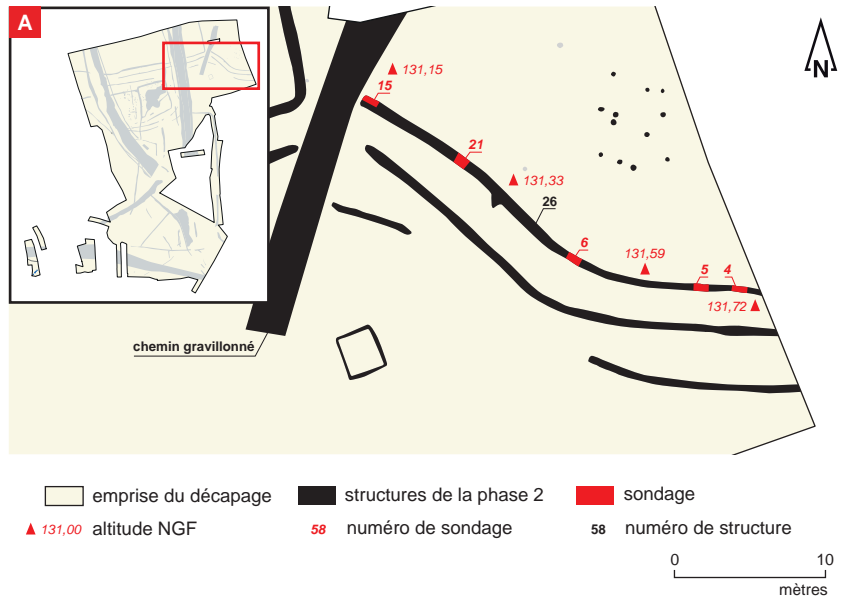 A
N
131,15
15
21
131,33
26
6
131,59
5
4
131,72
chemin gravillonné
emprise du décapage
structures de la phase 2
sondage
131,00 altitude NGF
58 numéro de sondage
58 numéro de structure
0 10
mètres